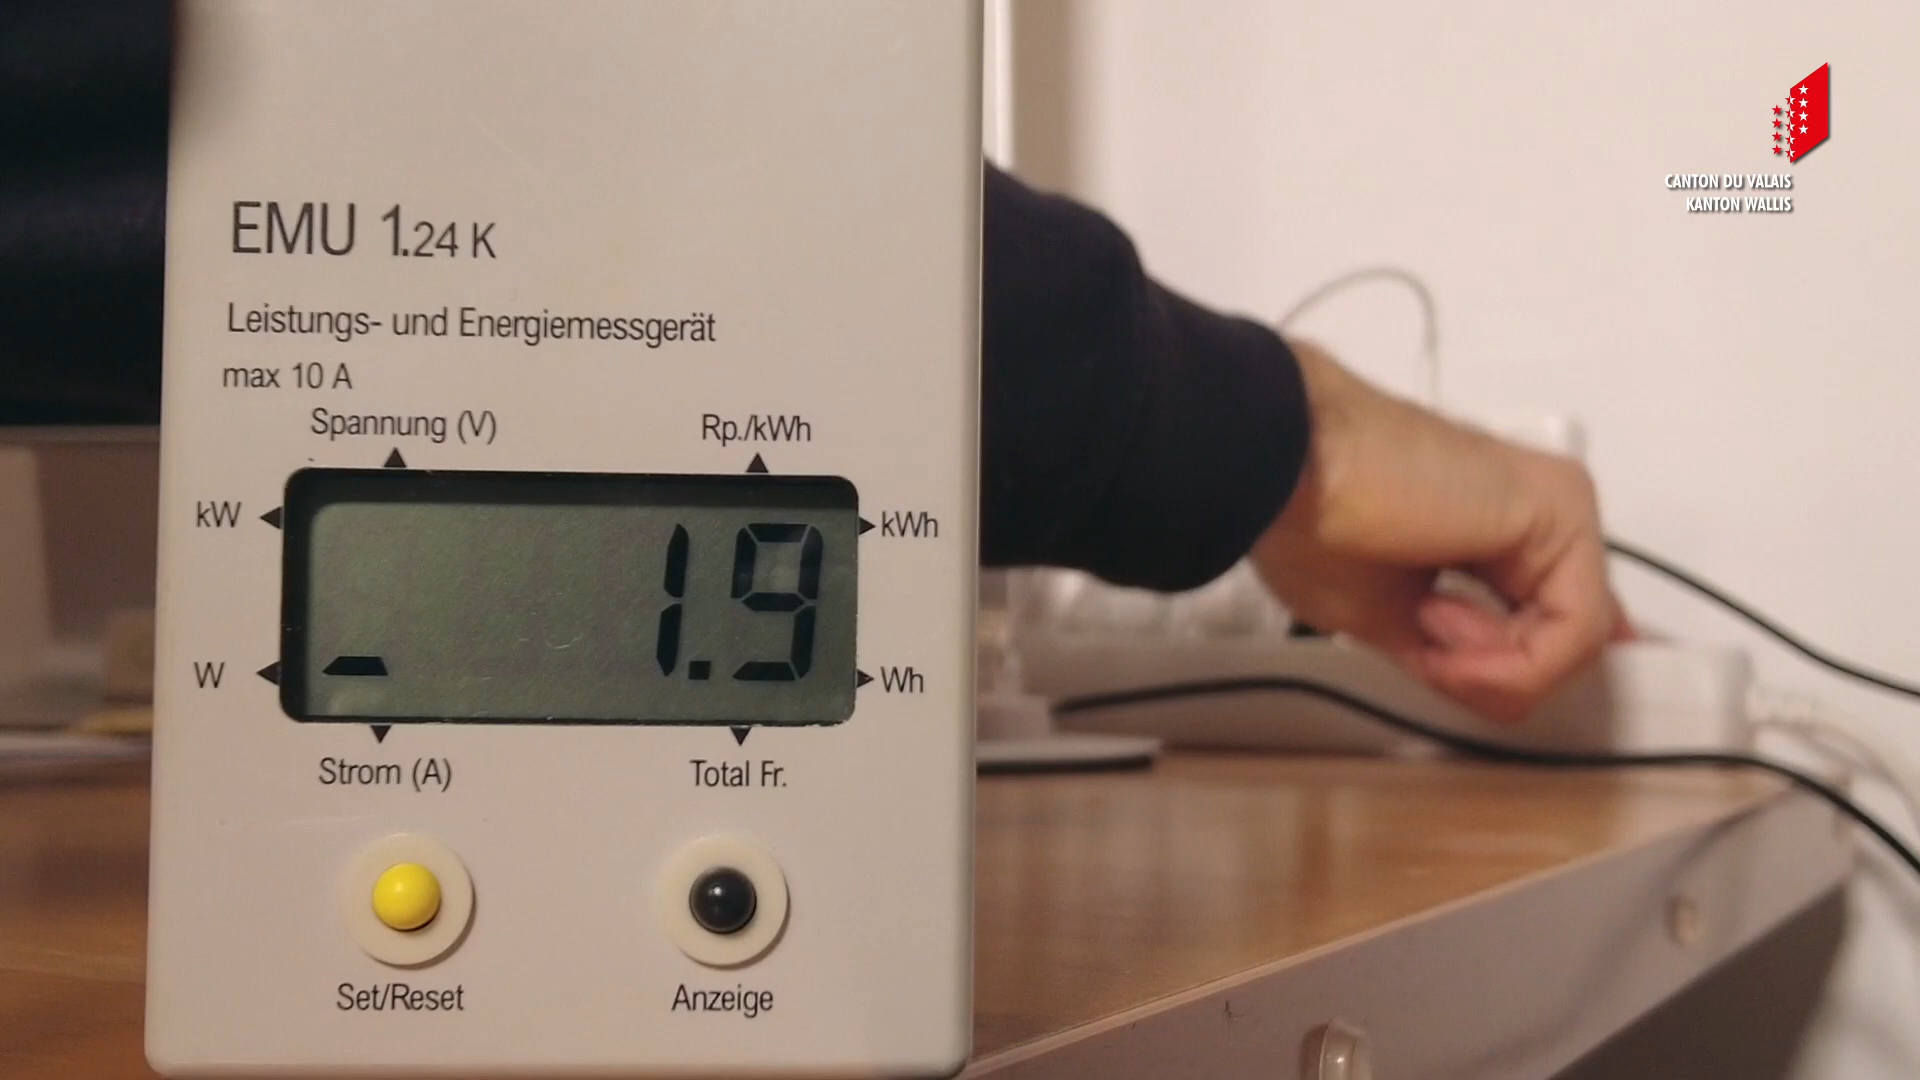 CANTON DU VALAIS
KANTON WALLIS
EMU 1.24 K
Leistungs- und Energiemessgerät
max 10 A
Spannung (V) Rp./kWh
kW kWh
1.9
W Wh
Strom (A) Total Fr.
Set/Reset Anzeige